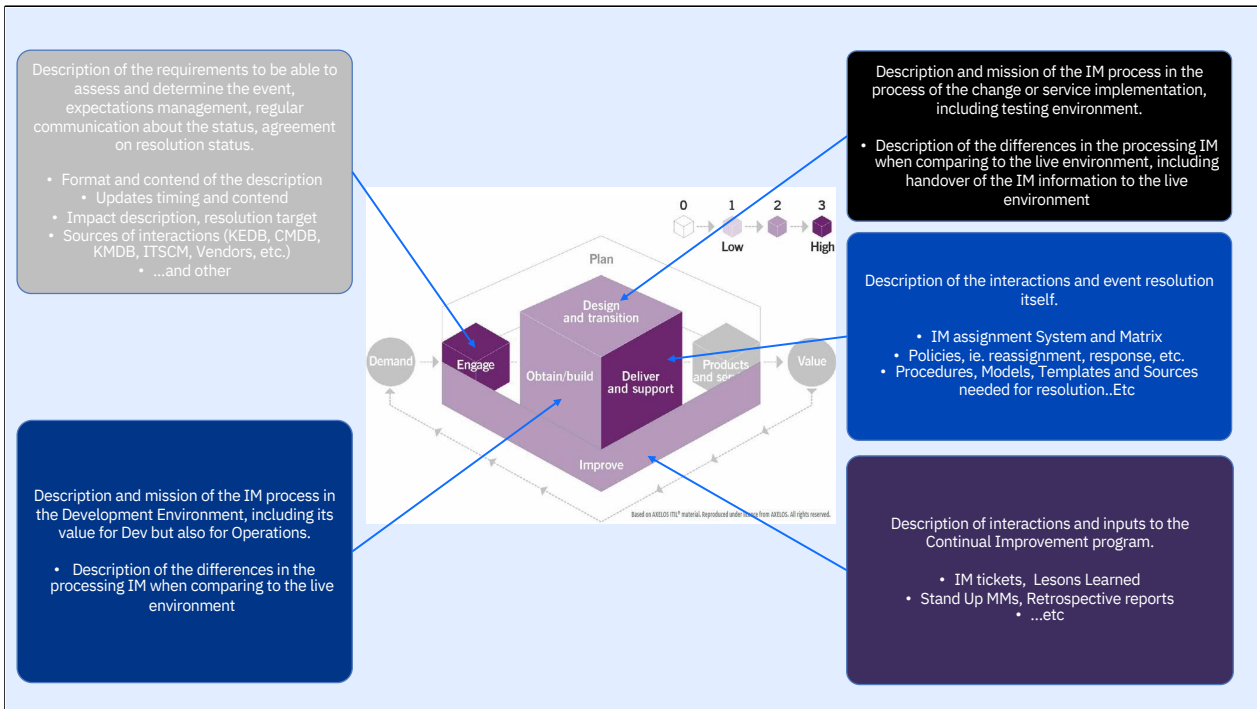 Description of the requirements to be able to
assess and determine the event,
expectations management, regular
communication about the status, agreement
on resolution status.
• Format and contend of the description
• Updates timing and contend
• Impact description, resolution target
• Sources of interactions (KEDB, CMDB,
KMDB, ITSCM, Vendors, etc.)
• ...and other
Description and mission of the IM process in the
process of the change or service implementation,
including testing environment.
• Description of the differences in the processing IM
when comparing to the live environment, including
handover of the IM information to the live
environment
0 1 2 3
Low High
Plan
Design
and transition
Demand
Engage
Obtain/build
Deliver
and support
Products
and
Value
Improve
Based on AXELOS ITIL® material. Reproduced under licence from AXELOS. All rights reserved.
Description of the interactions and event resolution
itself.
• IM assignment System and Matrix
• Policies, ie. reassignment, response, etc.
• Procedures, Models, Templates and Sources
needed for resolution..Etc
Description and mission of the IM process in
the Development Environment, including its
value for Dev but also for Operations.
• Description of the differences in the
processing IM when comparing to the live
environment
Description of interactions and inputs to the
Continual Improvement program.
• IM tickets, Lesons Learned
• Stand Up MMs, Retrospective reports
• ...etc